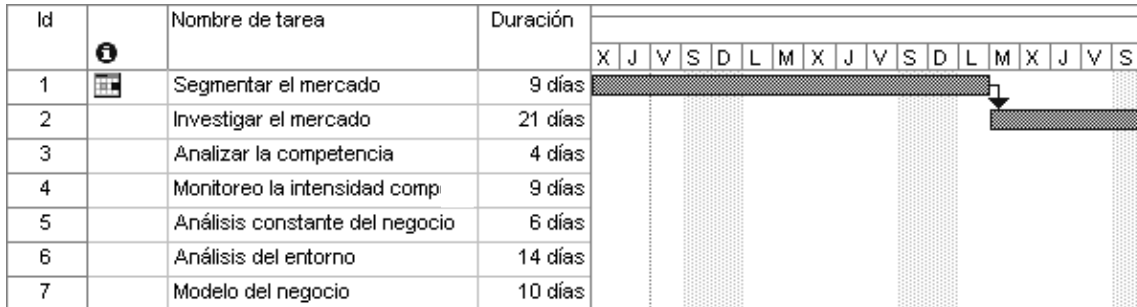 Id Nombre de tarea Duración
X J V S D L M X J V S D L M X J V S
1 Segmentar el mercado 9 días
2 Investigar el mercado 21 días
3 Analizar la competencia 4 días
4 Monitoreo la intensidad comp
9 días
5 Análisis constante del negocio 6 días
6 Análisis del entorno 14 días
7 Modelo del negocio 10 días